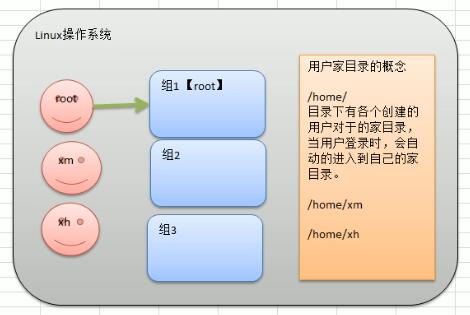 Linux操作系统
root
xm
xh
组1【root】
组2
组3
用户家目录的概念
/home/
目录下有各个创建的
用户对于的家目录，
当用户登录时，会自
动的进入到自己的家
目录。
/home/xm
/home/xh